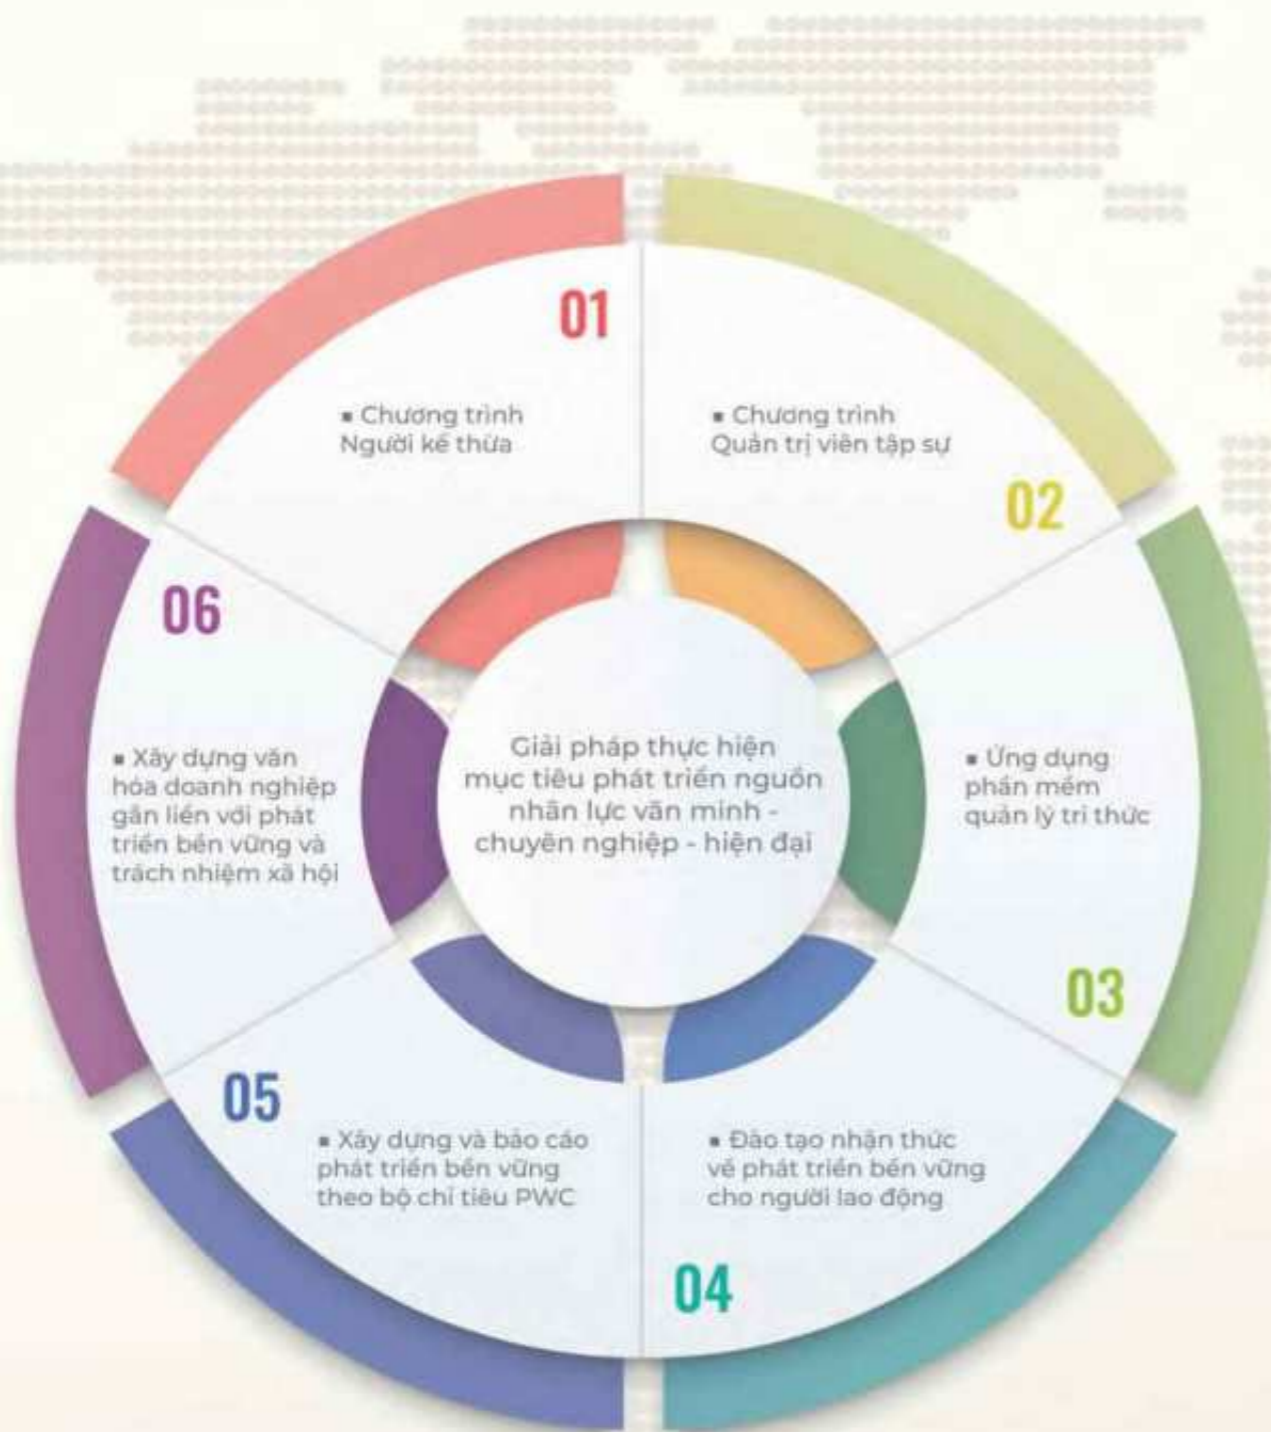 01
▪ Chương trình
Người kế thừa
▪ Chương trình
Quản trị viên tập sự
02
▪ Ứng dụng
phần mềm
quản lý tri thức
03
▪ Đào tạo nhận thức
về phát triển bền vững
cho người lao động
04
05
▪ Xây dựng và báo cáo
phát triển bền vững
theo bộ chỉ tiêu PWC
06
▪ Xây dựng văn
hóa doanh nghiệp
gắn liền với phát
triển bền vững và
trách nhiệm xã hội
Giải pháp thực hiện
mục tiêu phát triển nguồn
nhân lực văn minh -
chuyên nghiệp - hiện đại